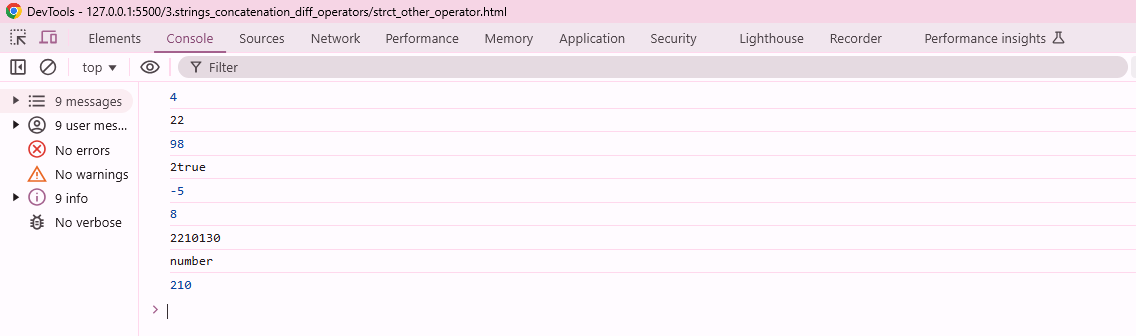 DevTools - 127.0.0.1:5500/3.strings_concatenation_diff_operators/strct_other_operator.html
Elements Console Sources Network Performance Memory Application Security Lighthouse Recorder Performance insights
top Filter
9 messages
9 user mes...
No errors
No warnings
9 info
No verbose
4
22
98
2true
-5
8
2210130
number
210